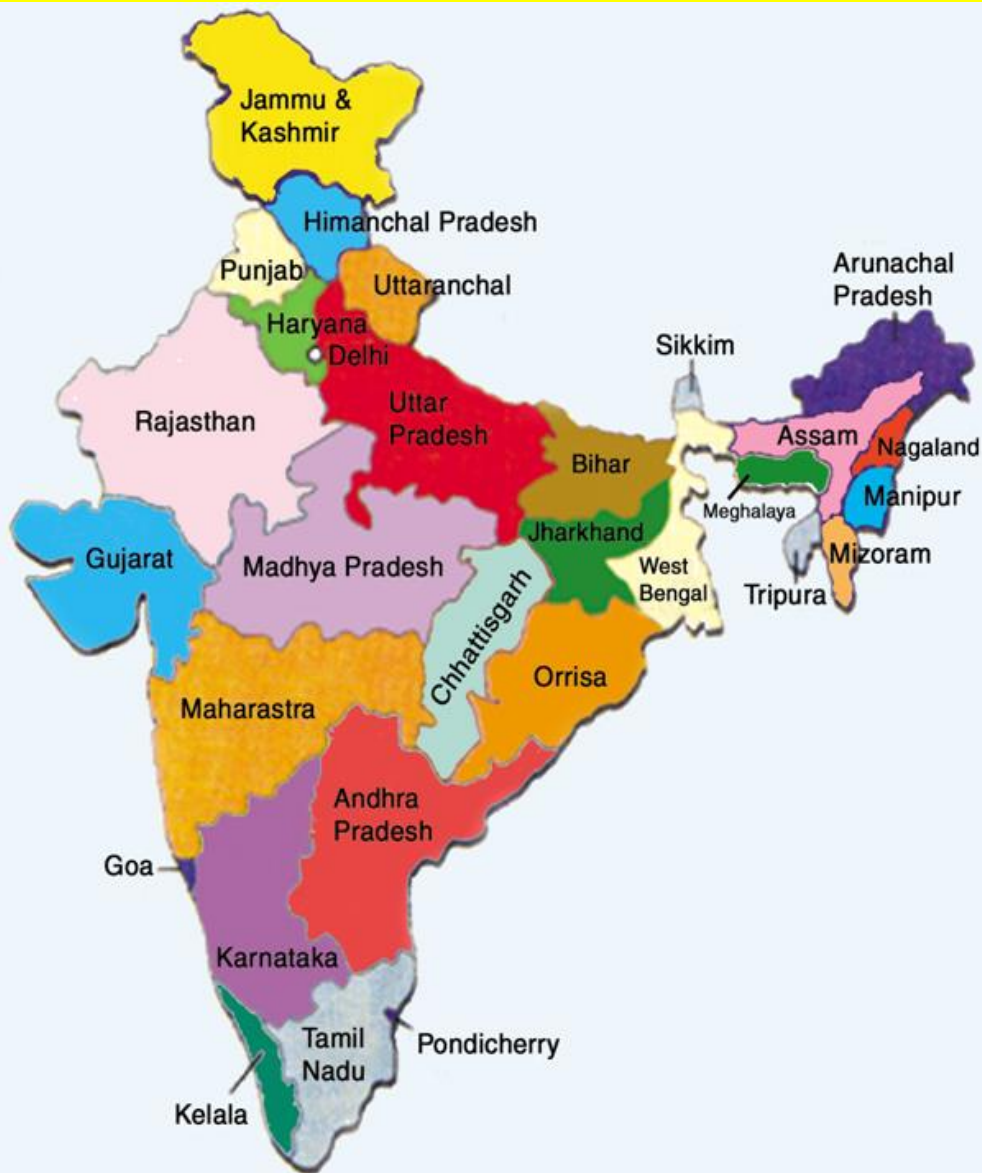 Jammu &
Kashmir
Himanchal Pradesh
Punjab
Uttaranchal
Arunachal
Pradesh
Haryana
Delhi
Sikkim
Rajasthan
Uttar
Pradesh
Assam
Nagaland
Bihar
Manipur
Meghalaya
Jharkhand
Gujarat
Madhya Pradesh
West
Bengal
Mizoram
Tripura
Chhattisgarh
Orrisa
Maharastra
Andhra
Pradesh
Goa
Karnataka
Tamil
Nadu
Pondicherry
Kelala